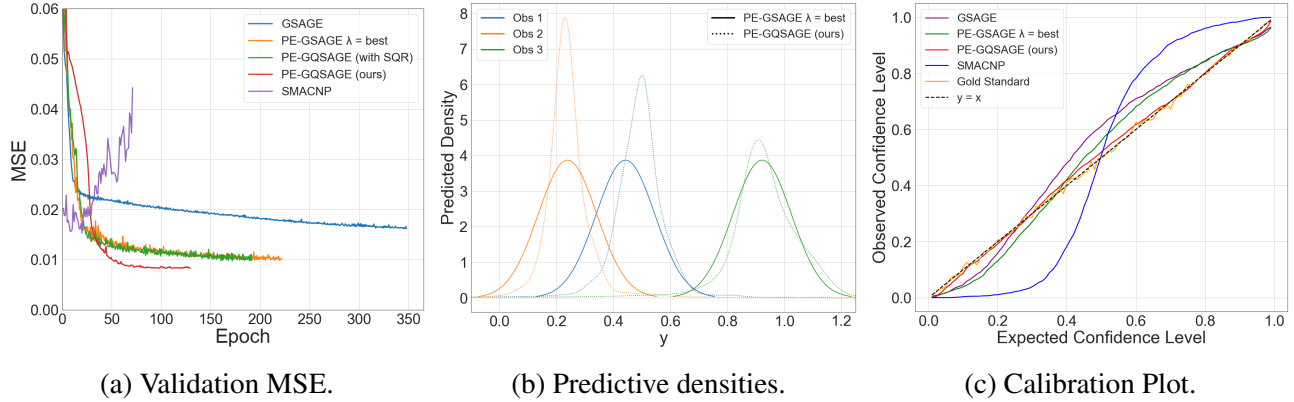 GSAGE
PE-GSAGE λ = best
PE-GQSAGE (with SQR)
PE-GQSAGE (ours)
SMACNP
MSE
0.06
0.05
0.04
0.03
0.02
0.01
0.00
0 50 100 150 200 250 300 350
Epoch
(a) Validation MSE.
Obs 1
Obs 2
Obs 3
PE-GSAGE λ = best
PE-GQSAGE (ours)
Predicted Density
8
7
6
5
4
3
2
1
0
0.0 0.2 0.4 0.6 0.8 1.0 1.2
y
(b) Predictive densities.
GSAGE
PE-GSAGE λ = best
PE-GQSAGE (ours)
SMACNP
Gold Standard
y = x
Observed Confidence Level
1.0
0.8
0.6
0.4
0.2
0.0
0.0 0.2 0.4 0.6 0.8 1.0
Expected Confidence Level
(c) Calibration Plot.